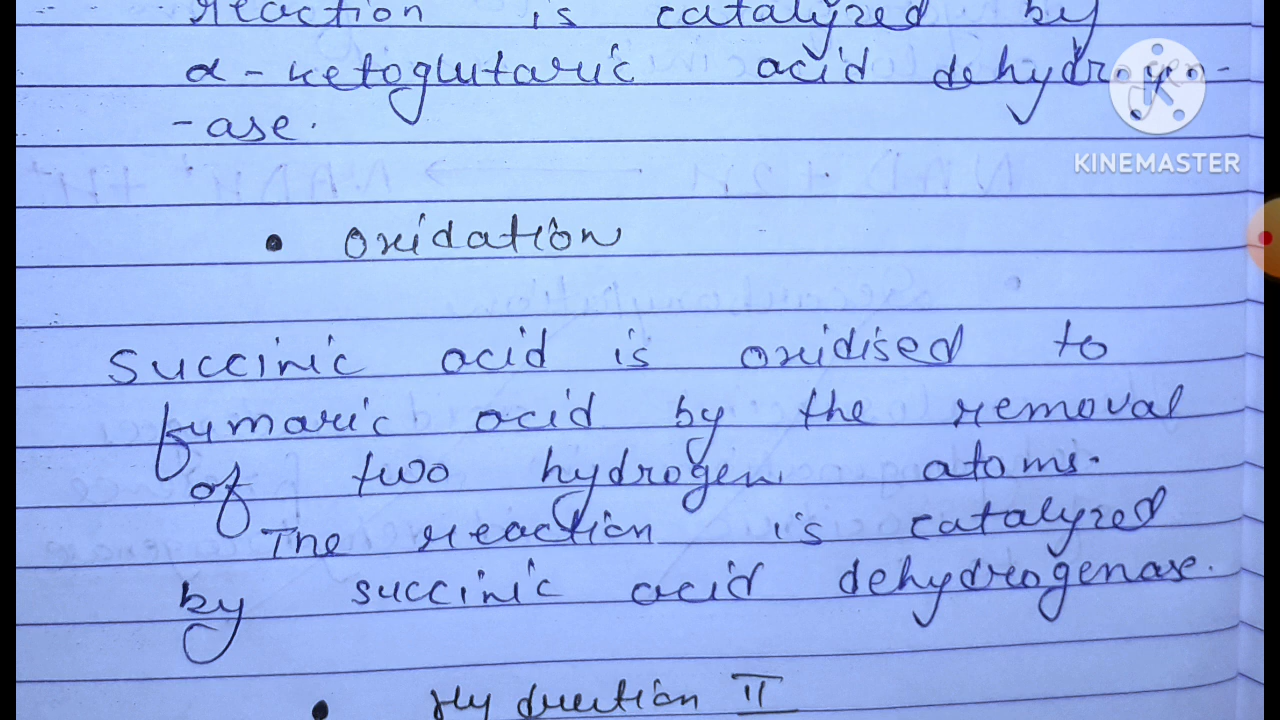 reaction is catalyzed by
α-ketoglutaric acid dehydrogen-
-ase.
KINEMASTER
• Oxidation
Succinic acid is oxidised to
fumaric acid by the removal
of two hydrogen atoms.
The reaction is catalyzed
by succinic acid dehydrogenase.
• Hydration II